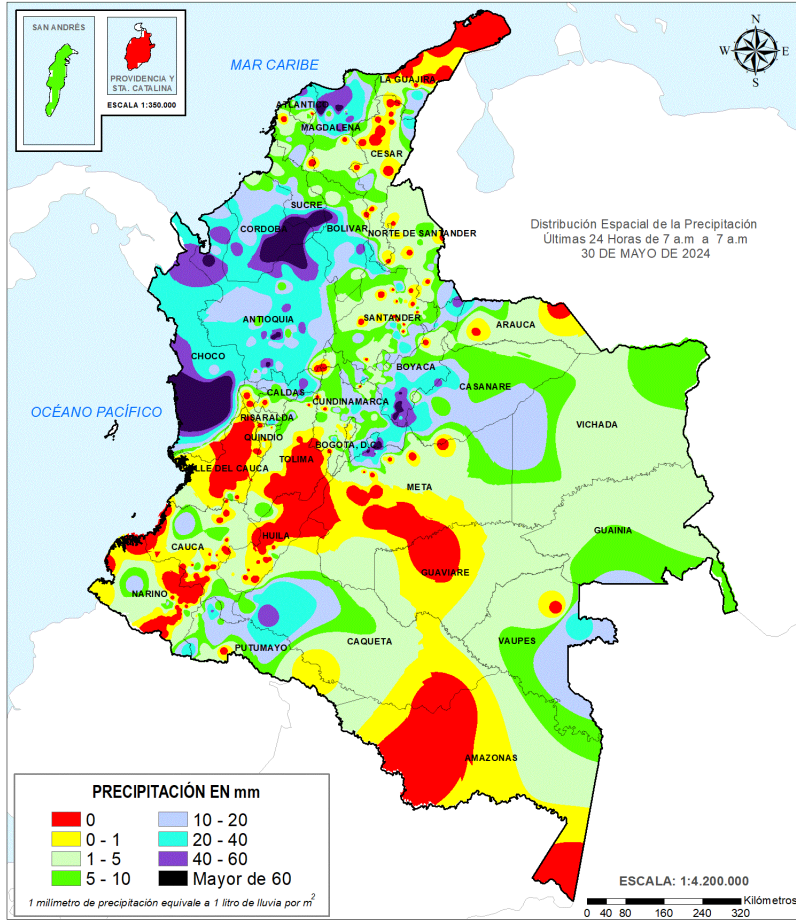 SAN ANDRÉS
PROVIDENCIA Y
STA. CATALINA
ESCALA 1:350.000
MAR CARIBE
N
W
E
S
LA GUAJIRA
ATLANTICO
MAGDALENA
CESAR
SUCRE
CORDOBA
BOLIVAR
NORTE DE SANTANDER
Distribución Espacial de la Precipitación
Últimas 24 Horas de 7 a.m a 7 a.m
30 DE MAYO DE 2024
ANTIOQUIA
SANTANDER
ARAUCA
CHOCO
BOYACA
CASANARE
OCÉANO PACÍFICO
CALDAS
CUNDINAMARCA
RISARALDA
VICHADA
QUINDIO
BOGOTA, D.C.
TOLIMA
VALLE DEL CAUCA
META
GUAINIA
CAUCA
HUILA
GUAVIARE
NARIÑO
CAQUETA
VAUPES
PUTUMAYO
AMAZONAS
PRECIPITACIÓN EN mm
0
10 - 20
0 - 1
20 - 40
1 - 5
40 - 60
5 - 10
Mayor de 60
1 milímetro de precipitación equivale a 1 litro de lluvia por m²
ESCALA: 1:4.200.000
Kilómetros
0 40 80 160 240 320